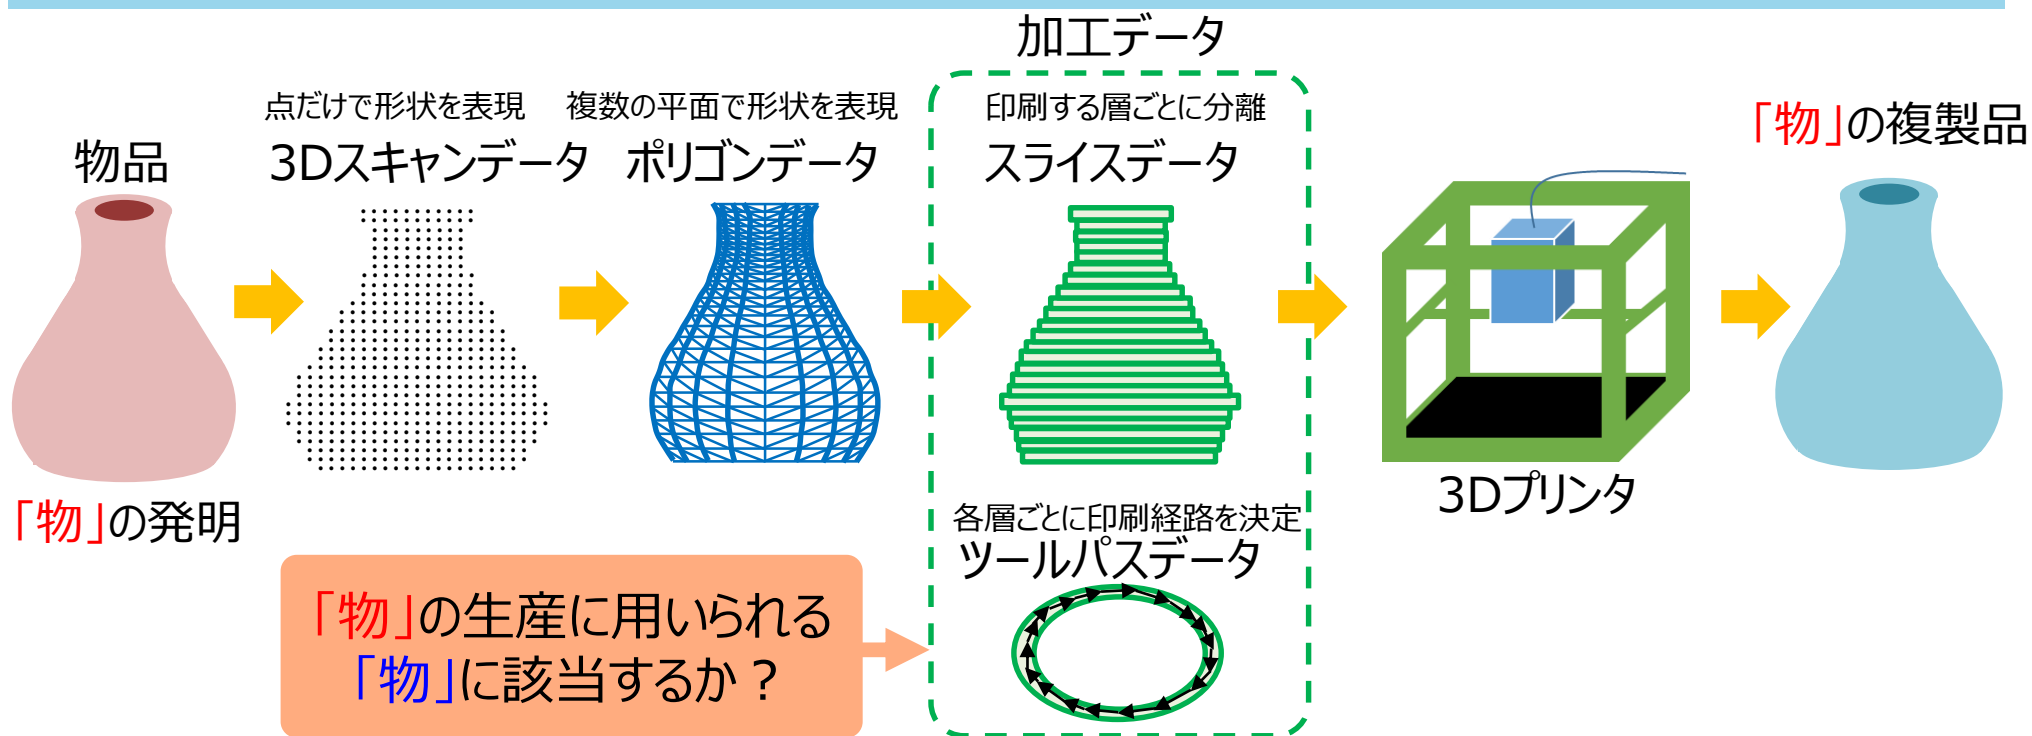 加工データ
点だけで形状を表現
複数の平面で形状を表現
印刷する層ごとに分離
「物」の複製品
物品
3Dスキャンデータ
ポリゴンデータ
スライスデータ
3Dプリンタ
「物」の発明
各層ごとに印刷経路を決定
ツールパスデータ
「物」の生産に用いられる
「物」に該当するか？